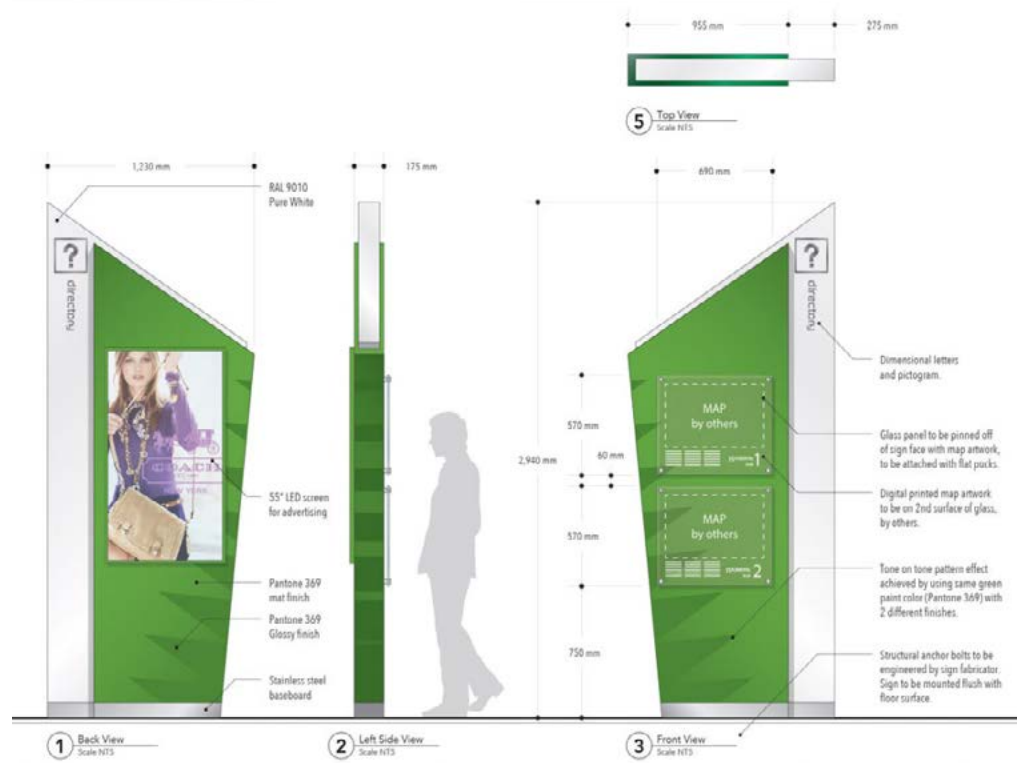 955 mm
275 mm
5
Top View
Scale NTS
1,230 mm
175 mm
690 mm
RAL 9010
Pure White
?
directory
?
directory
Dimensional letters
and pictogram.
570 mm
MAP
by others
60 mm
2,940 mm
1
Glass panel to be pinned off
of sign face with map artwork,
to be attached with flat pucks.
COACH
NEW YORK
55" LED screen
for advertising
Digital printed map artwork
to be on 2nd surface of glass,
by others.
570 mm
MAP
by others
2
Pantone 369
mat finish
Tone on tone pattern effect
achieved by using same green
paint color (Pantone 369) with
2 different finishes.
Pantone 369
Glossy finish
750 mm
Structural anchor bolts to be
engineered by sign fabricator.
Sign to be mounted flush with
floor surface.
Stainless steel
baseboard
1
Back View
Scale NTS
2
Left Side View
Scale NTS
3
Front View
Scale NTS